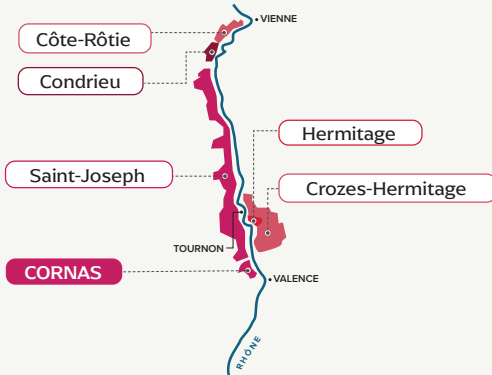 VIENNE
Côte-Rôtie
Condrieu
Hermitage
Saint-Joseph
Crozes-Hermitage
TOURNON
CORNAS
VALENCE
RHÔNE